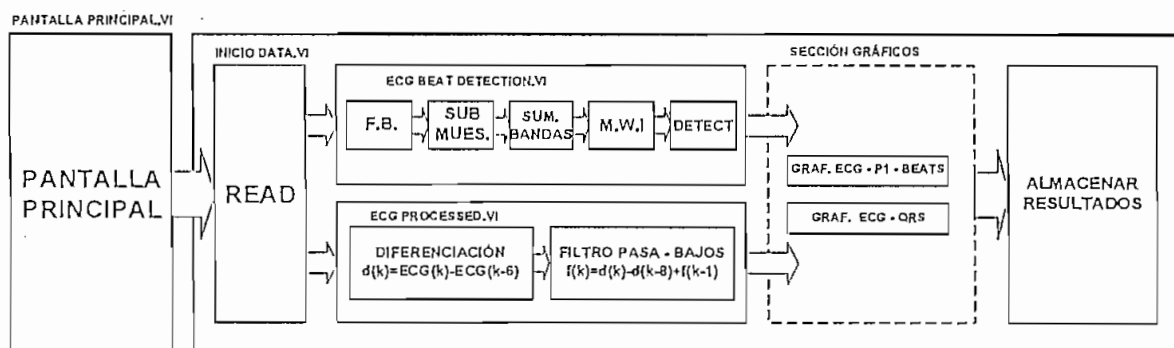 PANTALLA PRINCIPAL.VI
PANTALLA
PRINCIPAL
INICIO DATA.VI
READ
ECG BEAT DETECTION.VI
F.B.
SUB
MUES.
SUM.
BANDAS
M.W.I
DETECT
ECG PROCESSED.VI
DIFERENCIACIÓN
d(k)=ECG(k)-ECG(k-6)
FILTRO PASA - BAJOS
f(k)=d(k)-d(k-8)+f(k-1)
SECCIÓN GRÁFICOS
GRAF. ECG - P1 - BEATS
GRAF. ECG - QRS
ALMACENAR
RESULTADOS